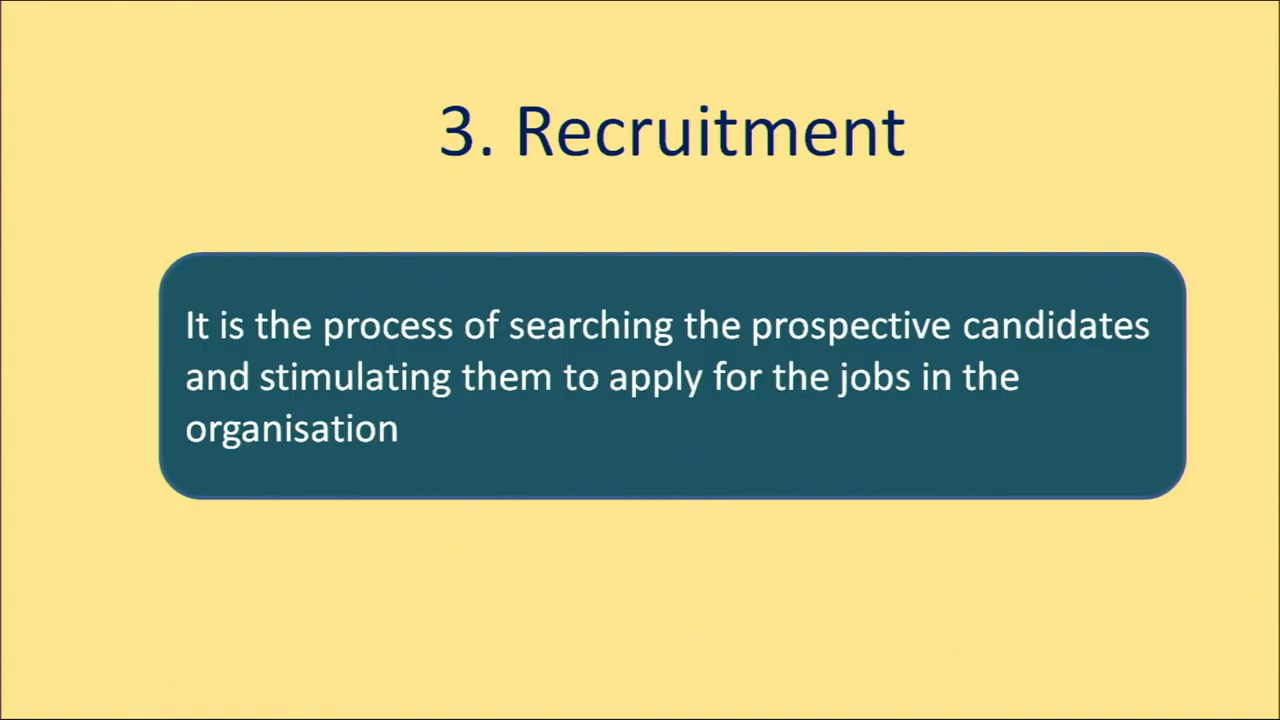 3. Recruitment
It is the process of searching the prospective candidates
and stimulating them to apply for the jobs in the
organisation